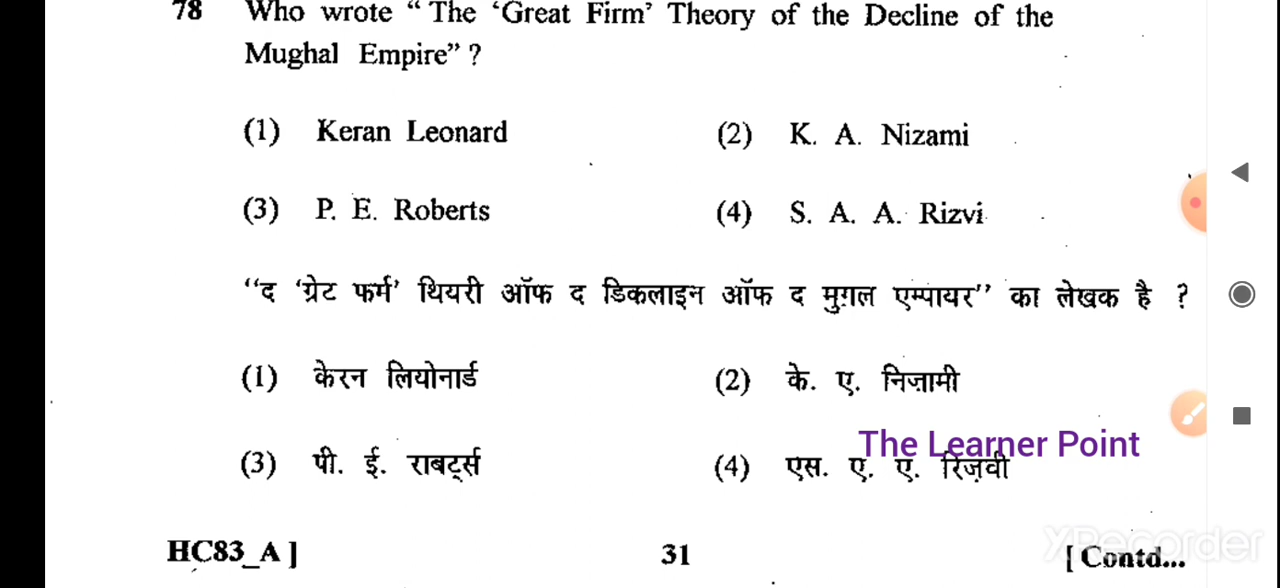 78 Who wrote “ The ‘Great Firm’ Theory of the Decline of the
Mughal Empire” ?
(1) Keran Leonard (2) K. A. Nizami
(3) P. E. Roberts (4) S. A. A. Rizvi
‘‘द ‘ग्रेट फर्म’ थियरी ऑफ द डिकलाइन ऑफ द मुग़ल एम्पायर’’ का लेखक है ?
(1) केरन लियोनार्ड (2) के. ए. निज़ामी
The Learner Point
(3) पी. ई. राबर्ट्स (4) एस. ए. ए. रिज़वी
HC83_A ] 31 [ Contd...
XRecorder